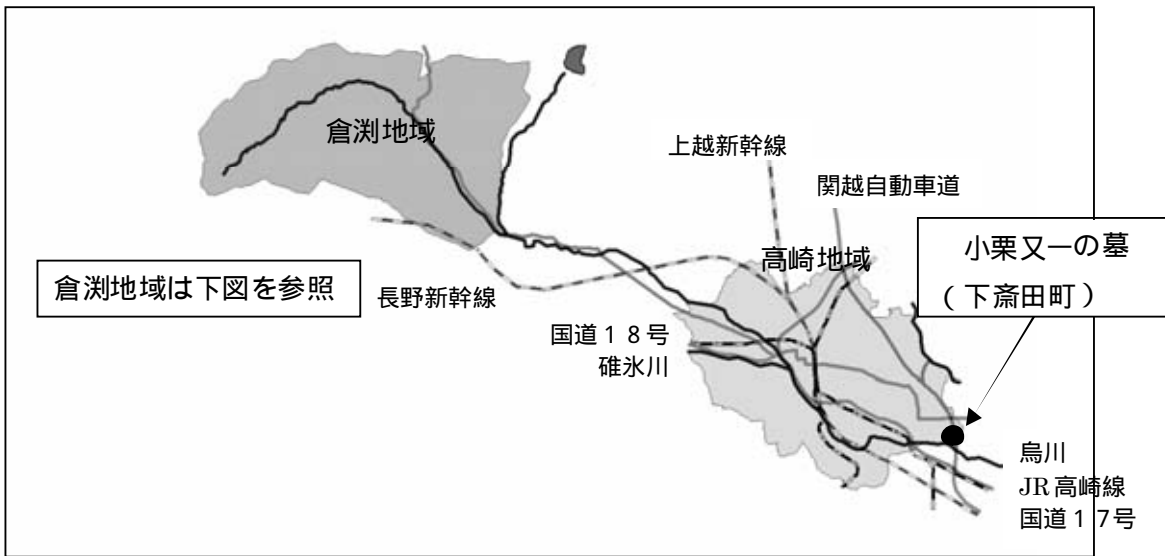 倉渕地域
上越新幹線
関越自動車道
高崎地域
小栗又一の墓
（下斎田町）
倉渕地域は下図を参照
長野新幹線
国道１８号
碓氷川
烏川
JR高崎線
国道１７号